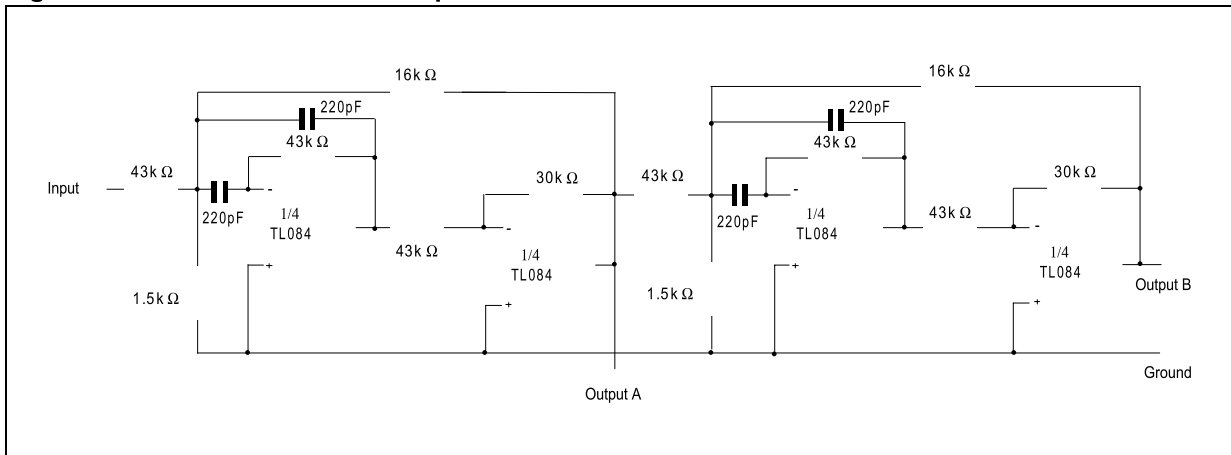 16k Ω
16k Ω
220pF
220pF
43k Ω
43k Ω
43k Ω
30k Ω
43k Ω
30k Ω
Input
-
-
220pF
1/4
TL084
-
220pF
1/4
TL084
43k Ω
-
43k Ω
1/4
TL084
1/4
TL084
+
+
1.5k Ω
1.5k Ω
Output B
+
+
Ground
Output A